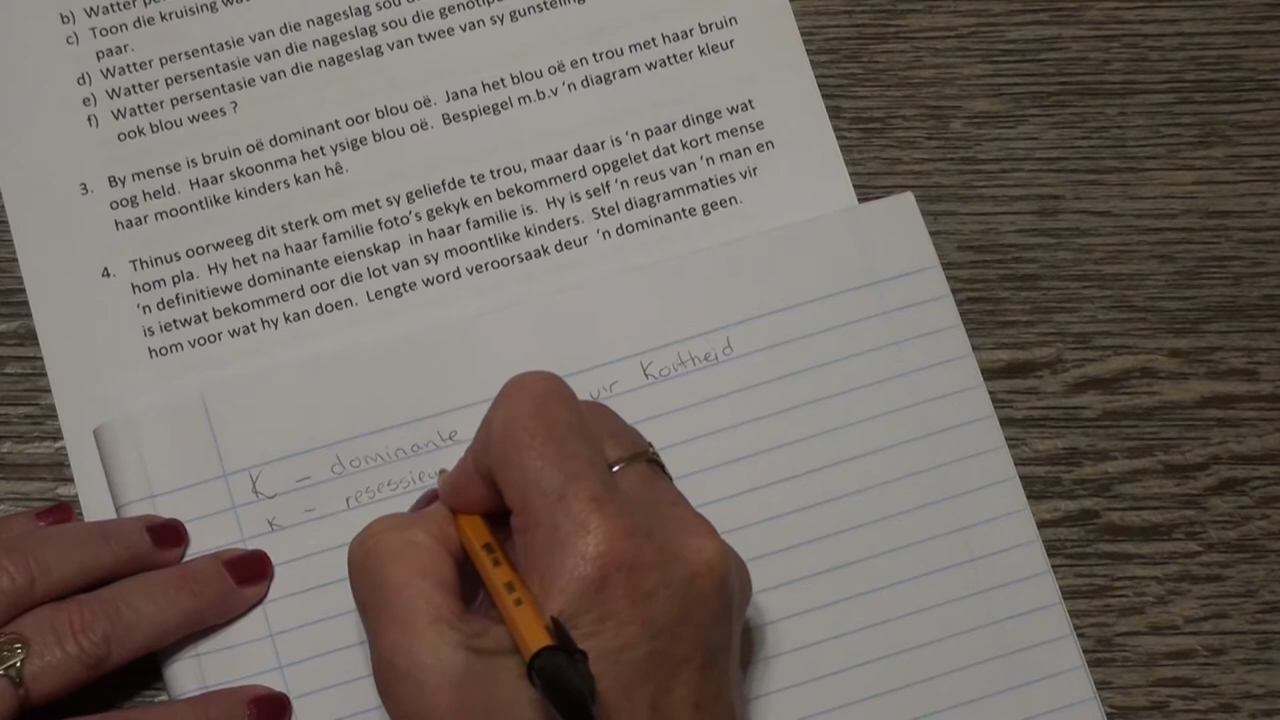 b) Watter
c) Toon die kruising
paar.
d) Watter persentasie van die nageslag sou
e) Watter persentasie van die nageslag sou die
f) Watter persentasie van die nageslag van twee van sy gunsteling
ook blou wees ?
3. By mense is bruin oë dominant oor blou oë. Jana het blou oë en trou met haar bruin
oog held. Haar skoonma het ysige blou oë. Bespiegel m.b.v 'n diagram watter kleur
haar moontlike kinders kan hê.
4. Thinus oorweeg dit sterk om met sy geliefde te trou, maar daar is 'n paar dinge wat
hom pla. Hy het na haar familie foto's gekyk en bekommerd opgelet dat kort mense
'n definitiewe dominante eienskap in haar familie is. Hy is self 'n reus van 'n man en
is ietwat bekommerd oor die lot van sy moontlike kinders. Stel diagrammaties vir
hom voor wat hy kan doen. Lengte word veroorsaak deur 'n dominante geen.
K - dominante vir Kortheid
k - resessiew